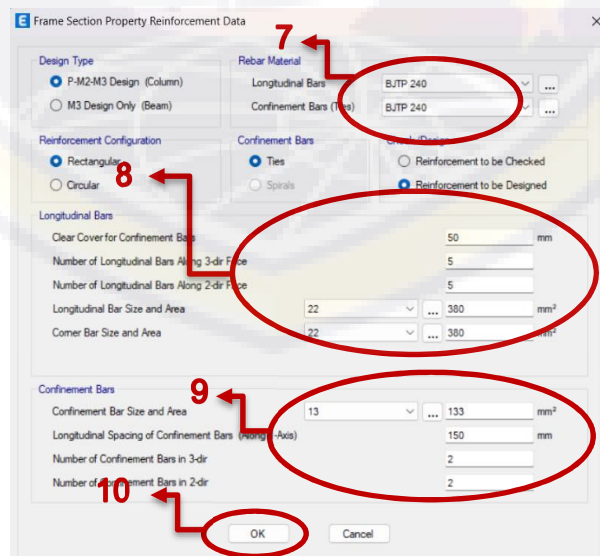 E Frame Section Property Reinforcement Data
7
Design Type
Rebar Material
P-M2-M3 Design (Column)
Longitudinal Bars BJTP 240 ...
M3 Design Only (Beam)
Confinement Bars (Ties) BJTP 240 ...
Reinforcement Configuration
Confinement Bars
Check/Design
Rectangular Ties Reinforcement to be Checked
8
Circular Spirals Reinforcement to be Designed
Longitudinal Bars
Clear Cover for Confinement Bars 50 mm
Number of Longitudinal Bars Along 3-dir Face 5
Number of Longitudinal Bars Along 2-dir Face 5
Longitudinal Bar Size and Area 22 ... 380 mm²
Corner Bar Size and Area 22 ... 380 mm²
Confinement Bars
9
Confinement Bar Size and Area 13 ... 133 mm²
Longitudinal Spacing of Confinement Bars (Along -Axis) 150 mm
Number of Confinement Bars in 3-dir 2
Number of Confinement Bars in 2-dir 2
10
OK Cancel